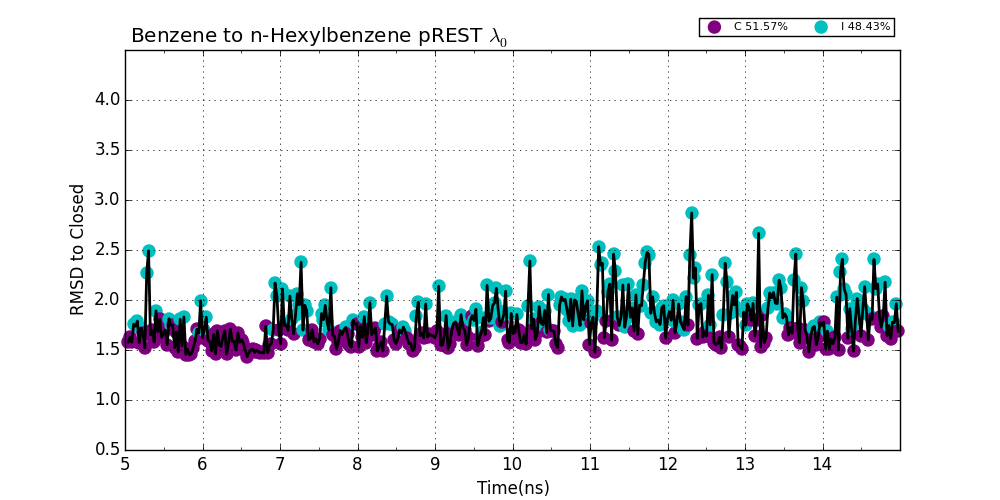 Benzene to n-Hexylbenzene pREST λ₀
C 51.57% I 48.43%
RMSD to Closed
4.0
3.5
3.0
2.5
2.0
1.5
1.0
0.5
5 6 7 8 9 10 11 12 13 14
Time(ns)